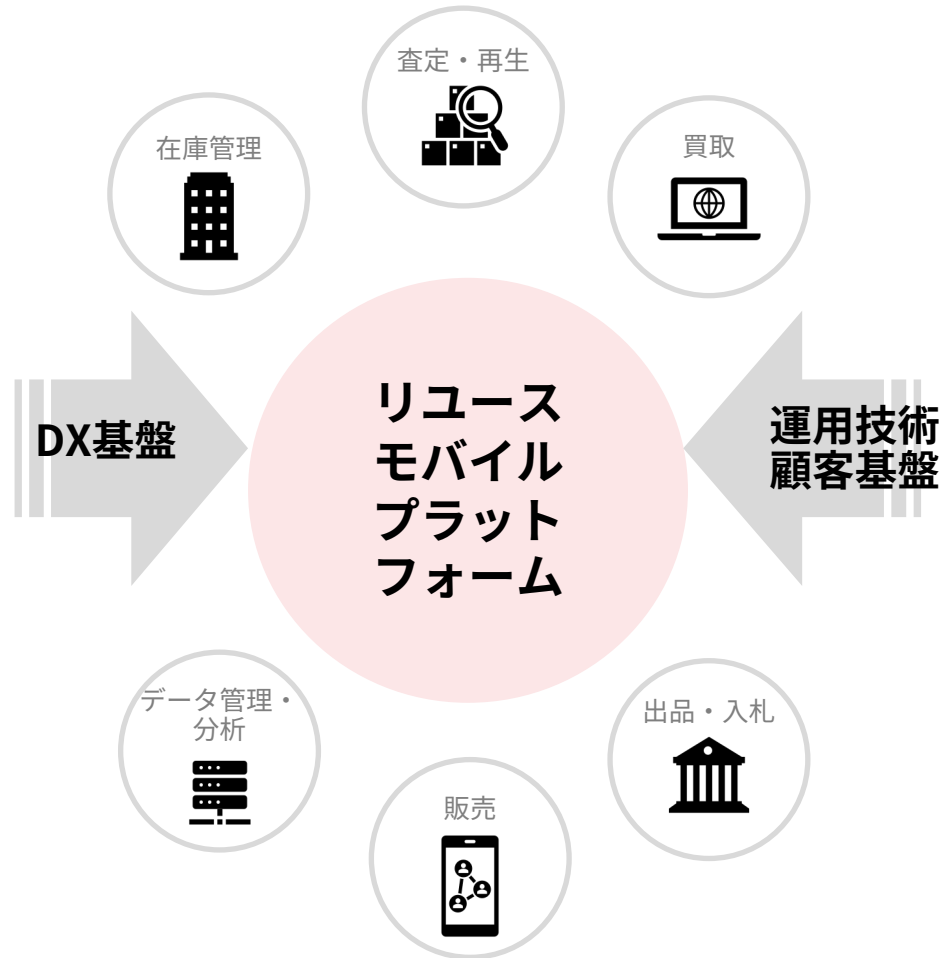 査定・再生
在庫管理
買取
リユース
モバイル
プラット
フォーム
DX基盤
運用技術
顧客基盤
データ管理・
分析
出品・入札
販売